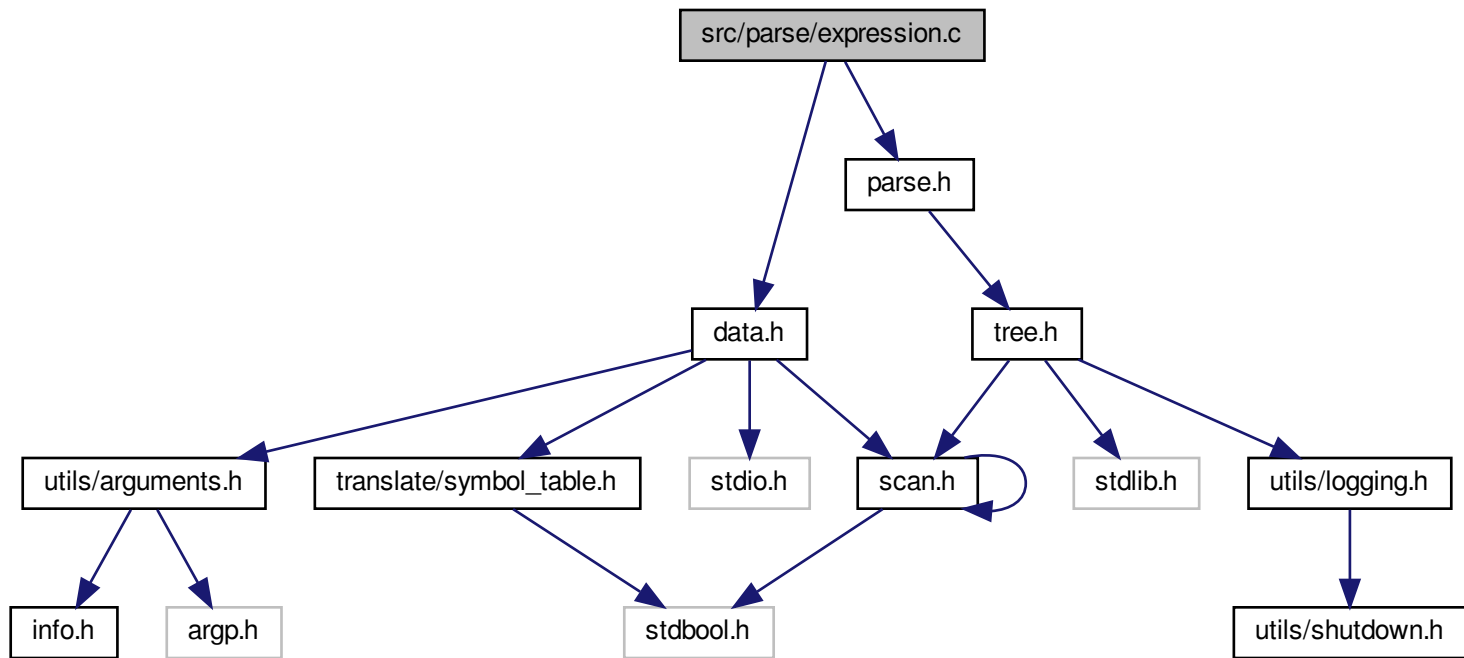 src/parse/expression.c
parse.h
data.h
tree.h
utils/arguments.h
translate/symbol_table.h
stdio.h
scan.h
stdlib.h
utils/logging.h
info.h
argp.h
stdbool.h
utils/shutdown.h